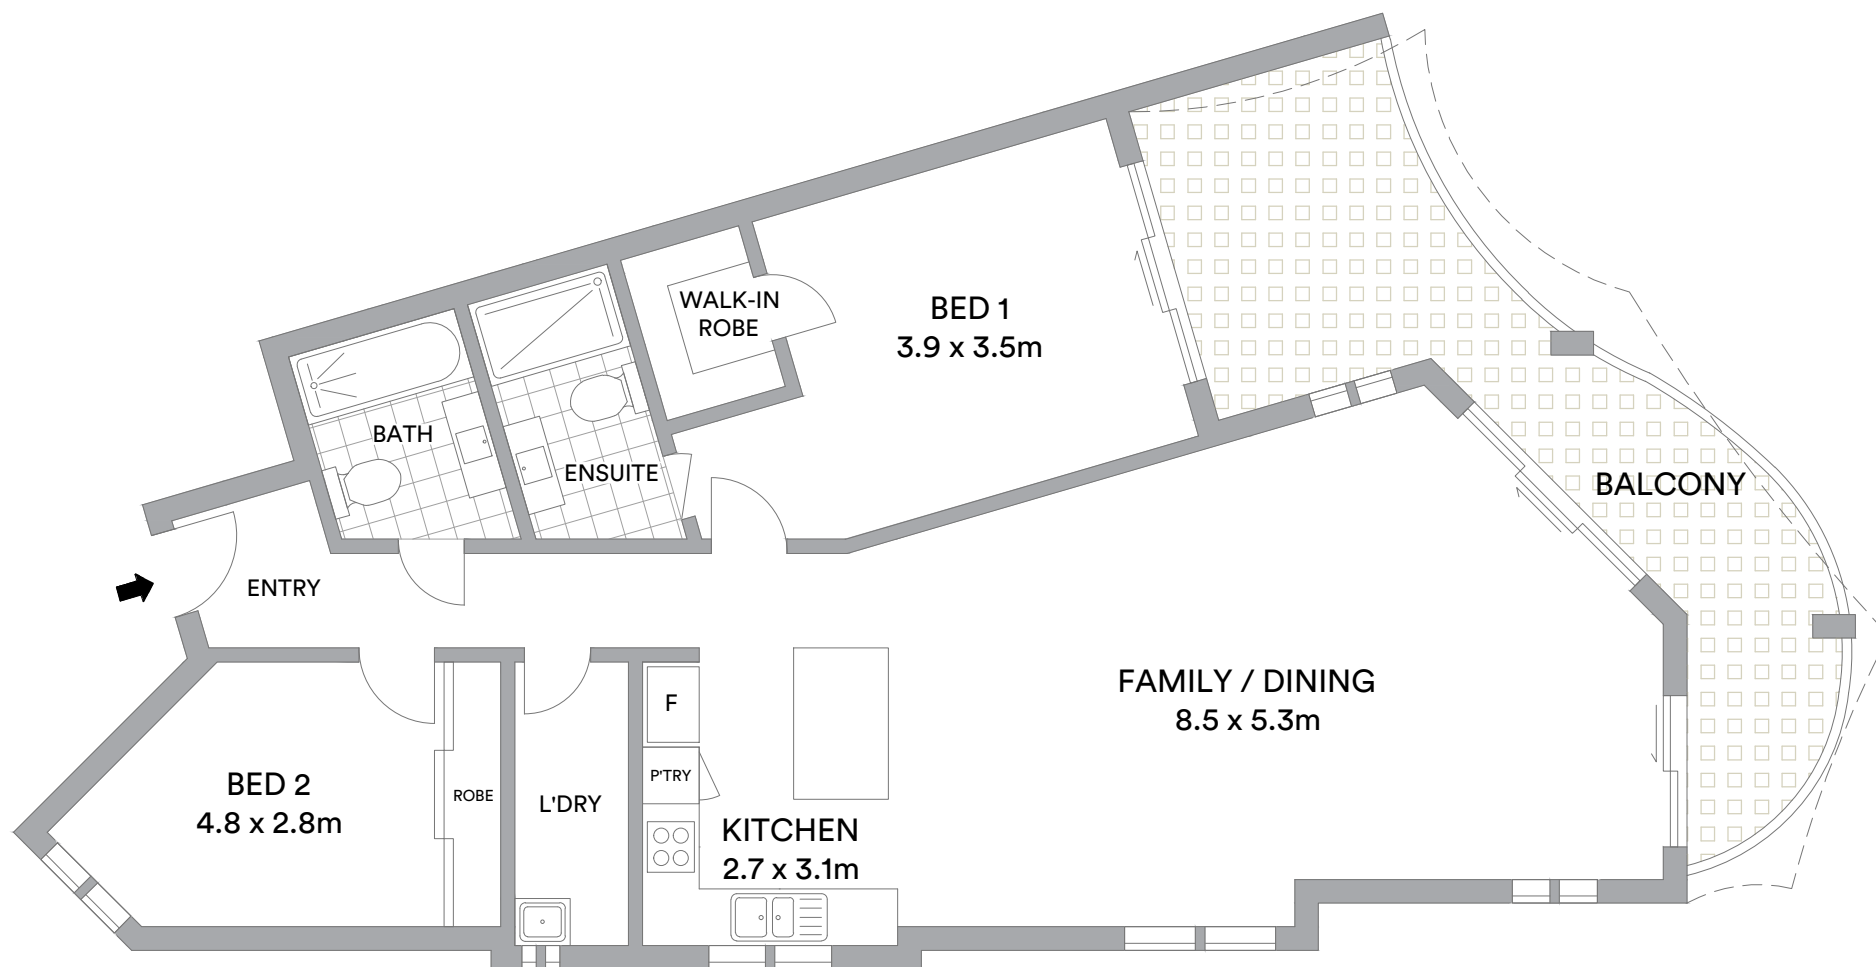 WALK-IN
ROBE
BED 1
3.9 x 3.5m
BATH
ENSUITE
BALCONY
ENTRY
FAMILY / DINING
8.5 x 5.3m
F
P'TRY
BED 2
4.8 x 2.8m
ROBE
L'DRY
KITCHEN
2.7 x 3.1m